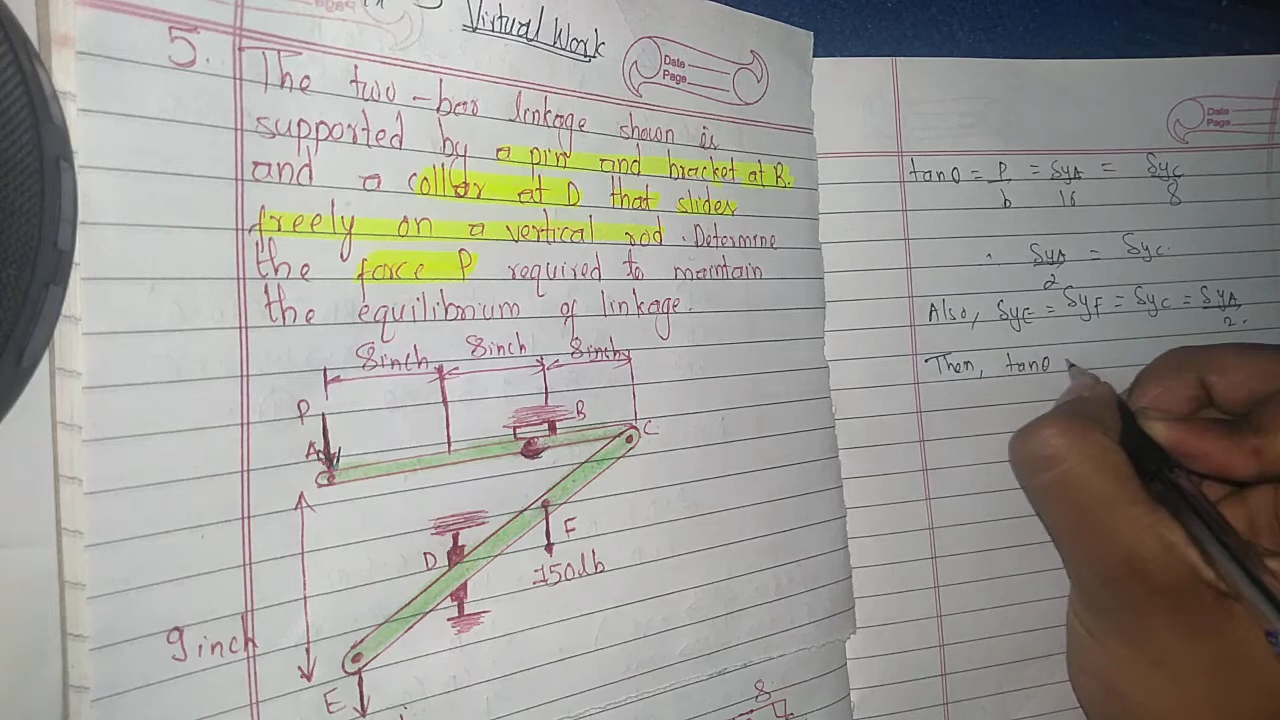 Virtual Work
Date
Page
5.
The two-bar linkage shown is
supported by a pin and bracket at B.
and a collar at D that slides
freely on a vertical rod. Determine
the force P required to maintain
the equilibrium of linkage.
8inch 8inch 8inch
P
B
A
C
D
F
150lb
9inch
E
8
Date
Page
tanθ = P/b = δyA/16 = δyC/8
∴ δyA/2 = δyC.
Also, δyE = δyF = δyC = δyA/2.
Then, tanθ